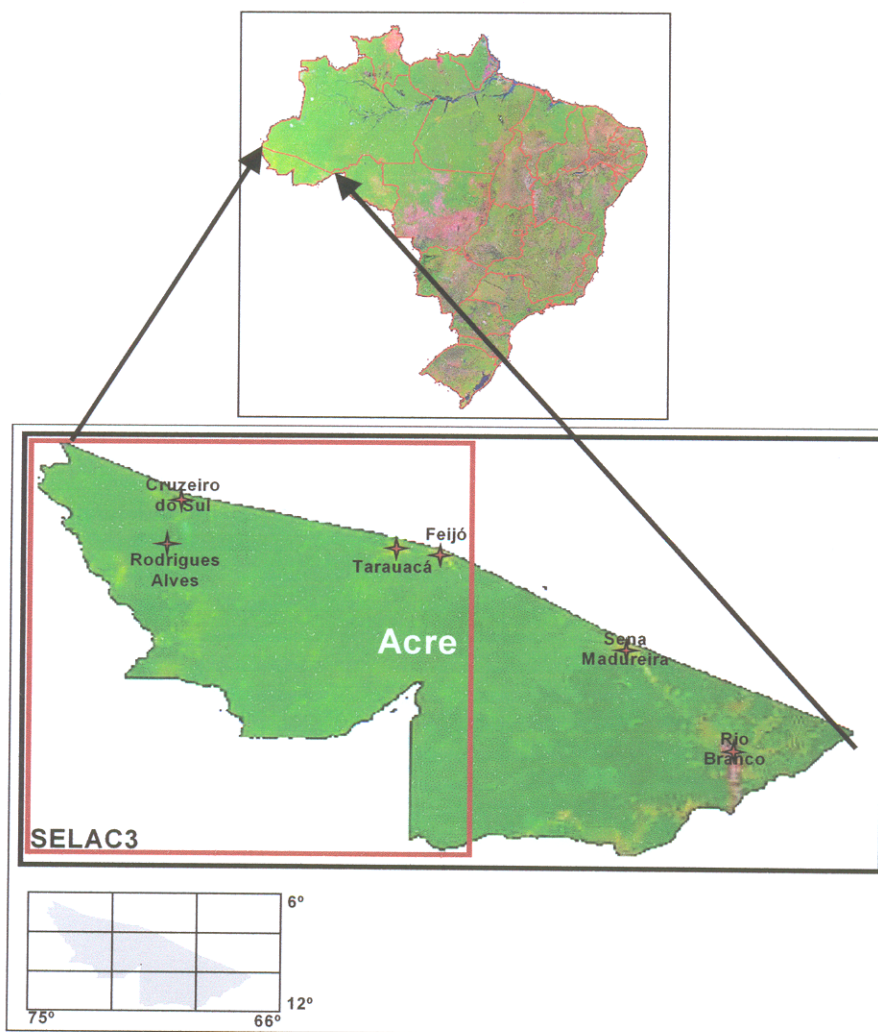 Cruzeiro
do Sul
Rodrigues
Alves
Tarauacá
Feijó
Acre
Sena
Madureira
Rio
Branco
SELAC3
6º
12º
75º
66º